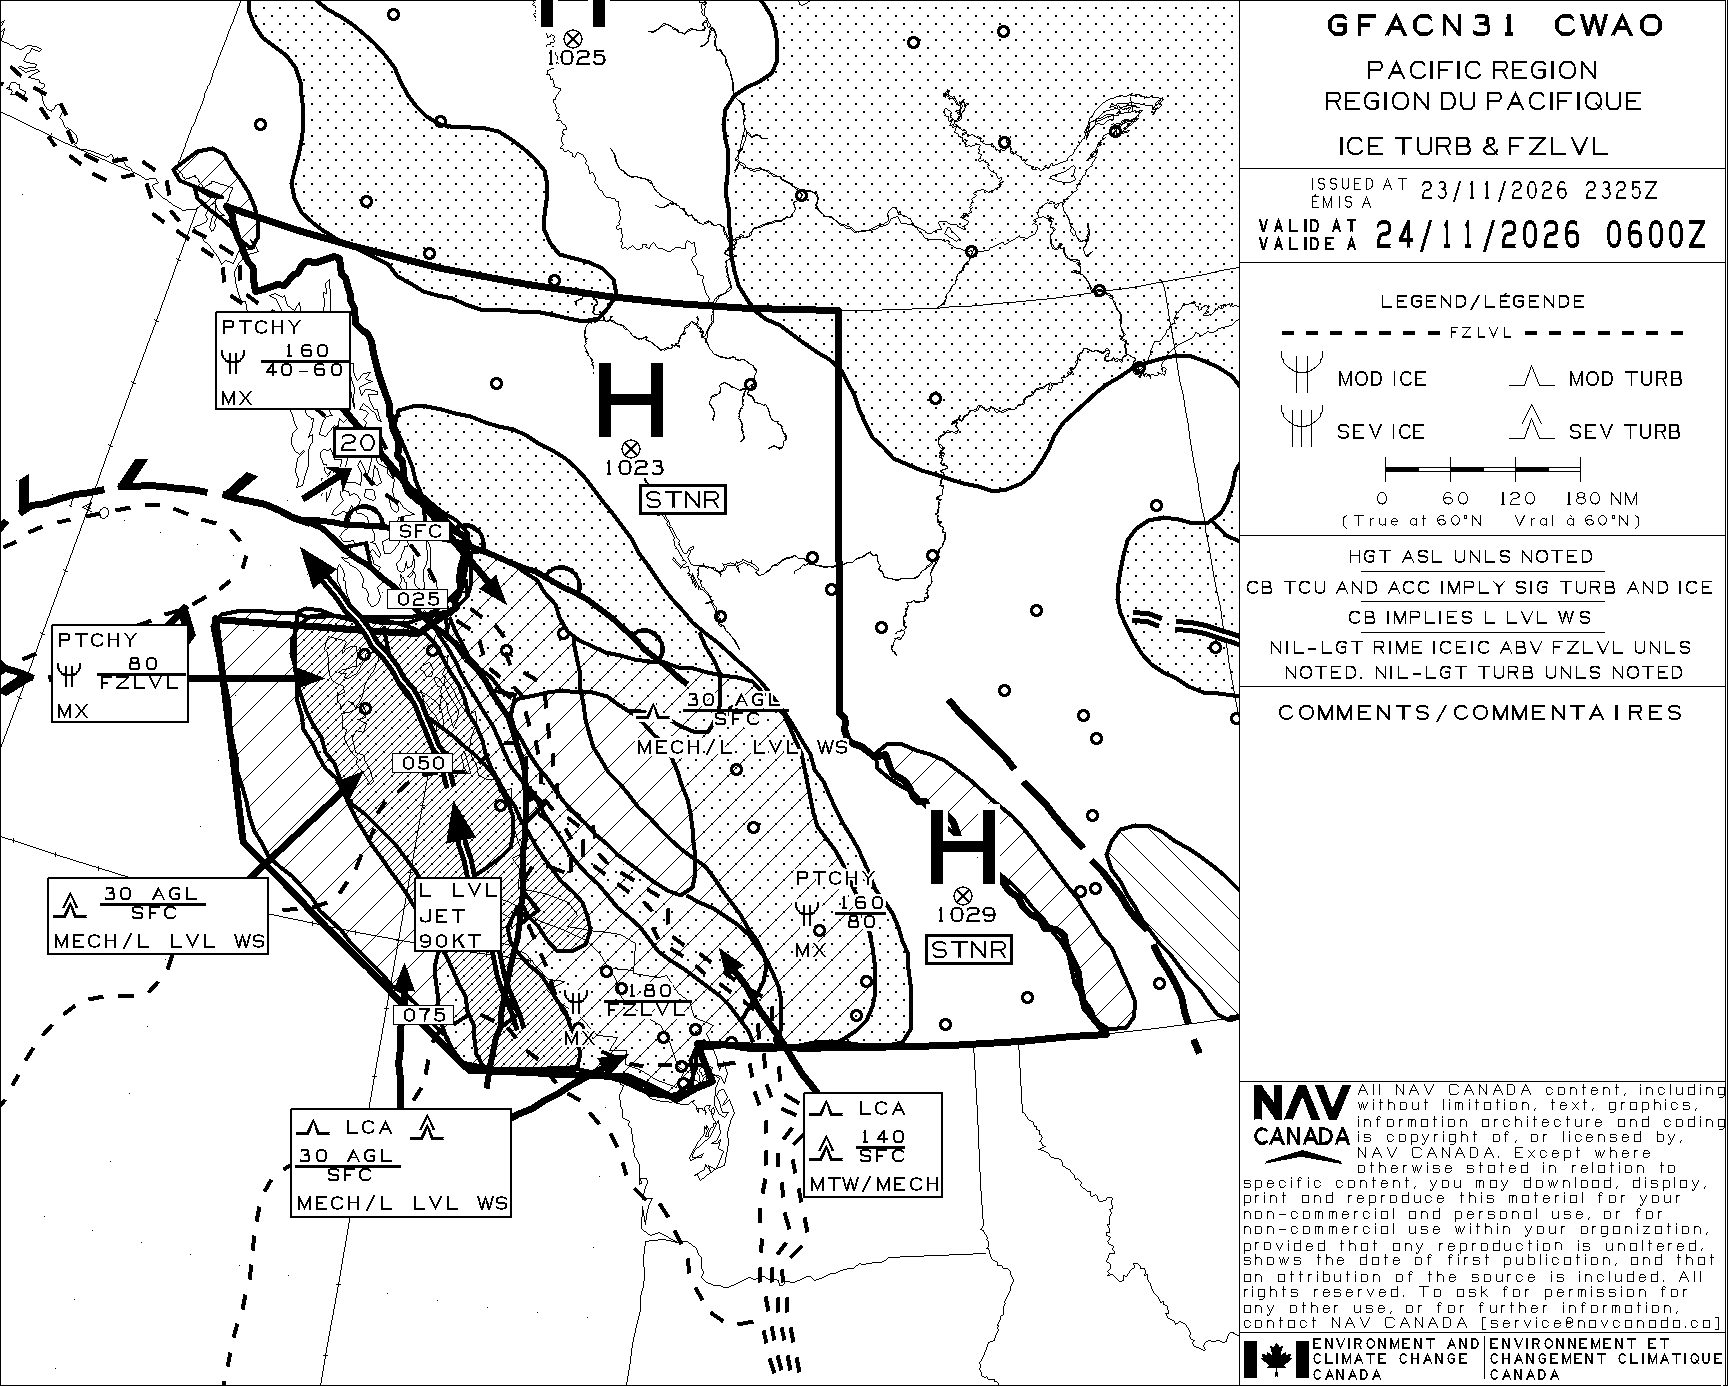 H
1025
PTCHY
160
40-60
MX
20
H
1023
STNR
SFC
025
PTCHY
80
FZLVL
MX
30 AGL
SFC
MECH/L LVL WS
050
PTCHY
160
80
MX
H
1029
STNR
30 AGL
SFC
MECH/L LVL WS
L LVL
JET
90KT
180
FZLVL
MX
075
LCA
30 AGL
SFC
MECH/L LVL WS
LCA
140
SFC
MTW/MECH
GFACN31 CWAO
PACIFIC REGION
REGION DU PACIFIQUE
ICE TURB & FZLVL
ISSUED AT 23/11/2026 2325Z
ÉMIS A
VALID AT 24/11/2026 0600Z
VALIDE A
LEGEND/LÉGENDE
FZLVL
MOD ICE MOD TURB
SEV ICE SEV TURB
0 60 120 180 NM
(True at 60°N Vrai à 60°N)
HGT ASL UNLS NOTED
CB TCU AND ACC IMPLY SIG TURB AND ICE
CB IMPLIES L LVL WS
NIL-LGT RIME ICEIC ABV FZLVL UNLS
NOTED. NIL-LGT TURB UNLS NOTED
COMMENTS/COMMENTAIRES
NAV CANADA
All NAV CANADA content, including
without limitation, text, graphics,
information architecture and coding
is copyright of, or licensed by,
NAV CANADA. Except where
otherwise stated in relation to
specific content, you may download, display,
print and reproduce this material for your
non-commercial and personal use, or for
non-commercial use within your organization,
provided that any reproduction is unaltered,
shows the date of first publication, and that
an attribution of the source is included. All
rights reserved. To ask for permission for
any other use, or for further information,
contact NAV CANADA [service@navcanada.ca]
ENVIRONMENT AND
CLIMATE CHANGE
CANADA
ENVIRONNEMENT ET
CHANGEMENT CLIMATIQUE
CANADA